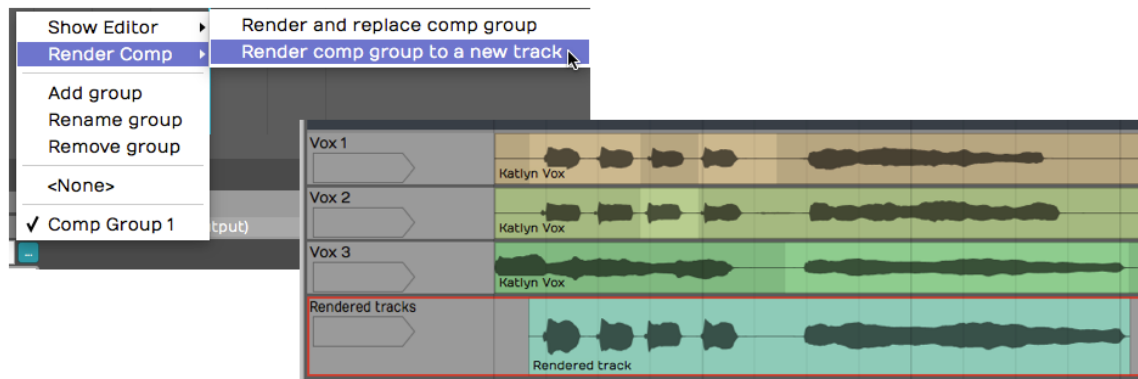 Show Editor
Render Comp
Add group
Rename group
Remove group
<None>
✓ Comp Group 1
tput)
...
Render and replace comp group
Render comp group to a new track
Vox 1
Katlyn Vox
Vox 2
Katlyn Vox
Vox 3
Katlyn Vox
Rendered tracks
Rendered track